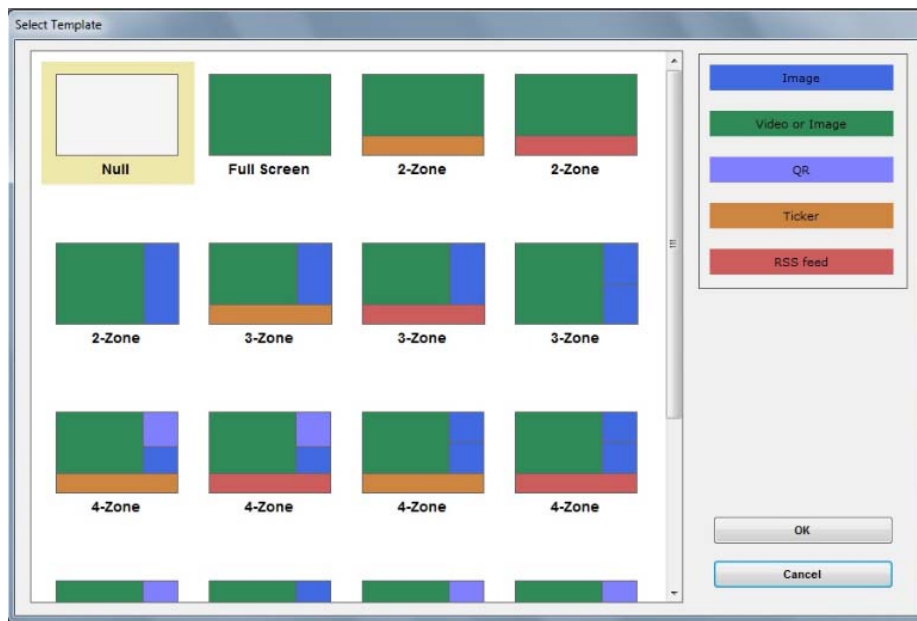 Select Template
Null
Full Screen
2-Zone
2-Zone
2-Zone
3-Zone
3-Zone
3-Zone
4-Zone
4-Zone
4-Zone
4-Zone
Image
Video or Image
QR
Ticker
RSS feed
OK
Cancel